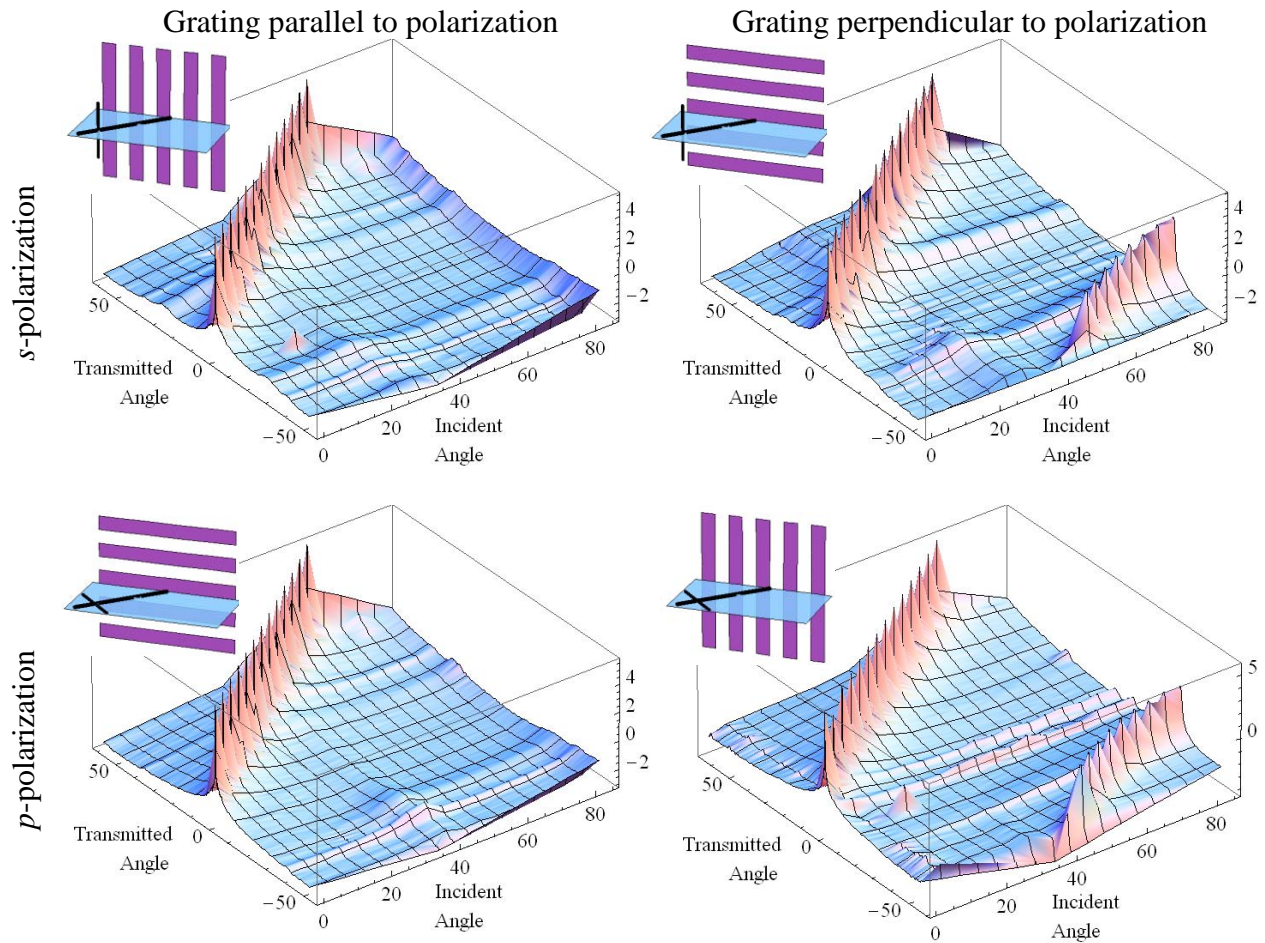 Grating parallel to polarization
Grating perpendicular to polarization
s-polarization
4
2
0
−2
50
Transmitted
Angle
0
−50
0
20
40
60
80
Incident
Angle
4
2
0
−2
50
Transmitted
Angle
0
−50
0
20
40
60
80
Incident
Angle
p-polarization
4
2
0
−2
50
Transmitted
Angle
0
−50
0
20
40
60
80
Incident
Angle
5
0
50
Transmitted
Angle
0
−50
0
20
40
60
80
Incident
Angle